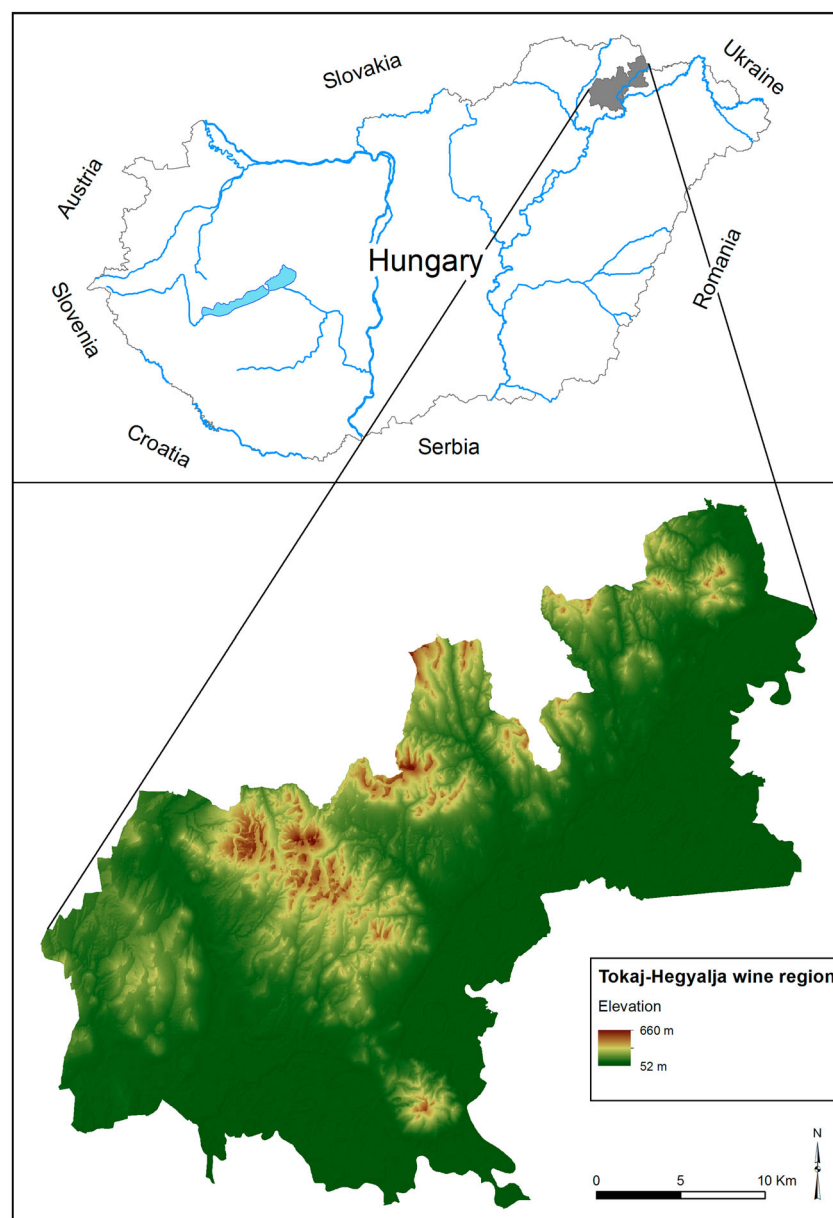 Slovakia
Ukraine
Austria
Hungary
Romania
Slovenia
Croatia
Serbia
Tokaj-Hegyalja wine region
Elevation
660 m
52 m
N
0 5 10 Km